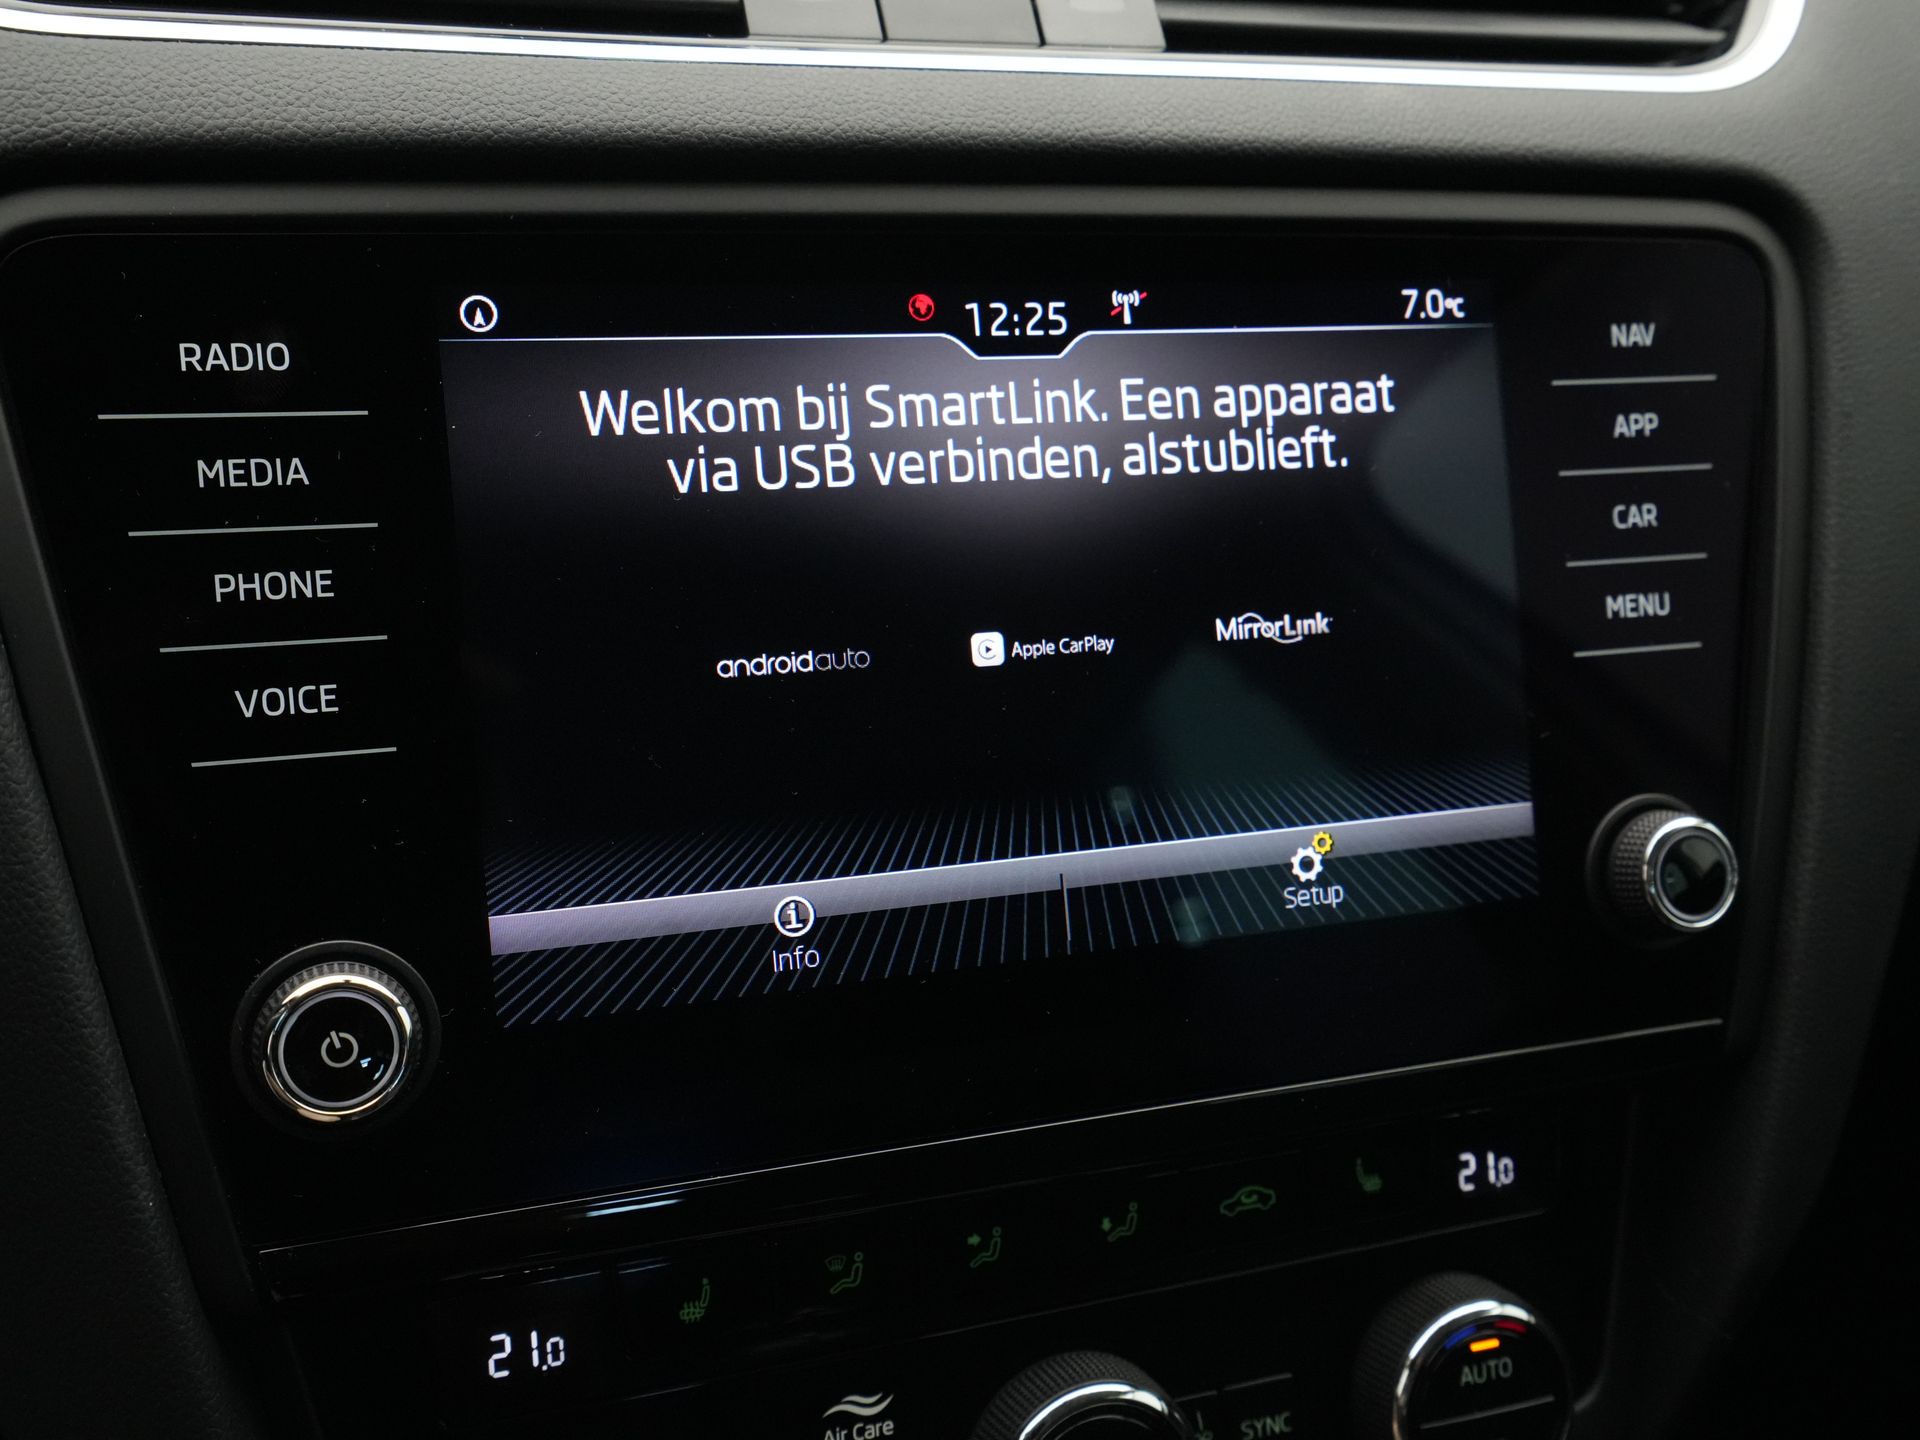 12:25
7.0°C
RADIO
MEDIA
PHONE
VOICE
Welkom bij SmartLink. Een apparaat
via USB verbinden, alstublieft.
androidauto
Apple CarPlay
MirrorLink
Info
Setup
NAV
APP
CAR
MENU
21.0
21.0
Air Care
SYNC
AUTO